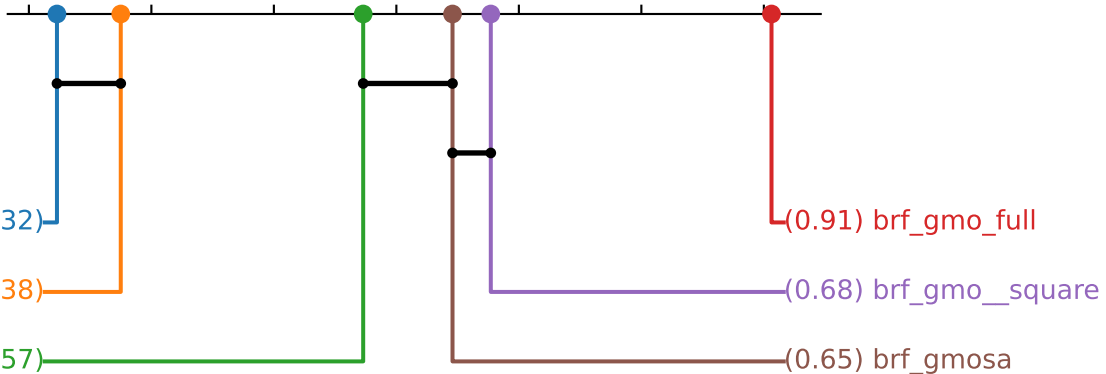 32) (0.91) brf_gmo_full
38) (0.68) brf_gmo__square
57) (0.65) brf_gmosa